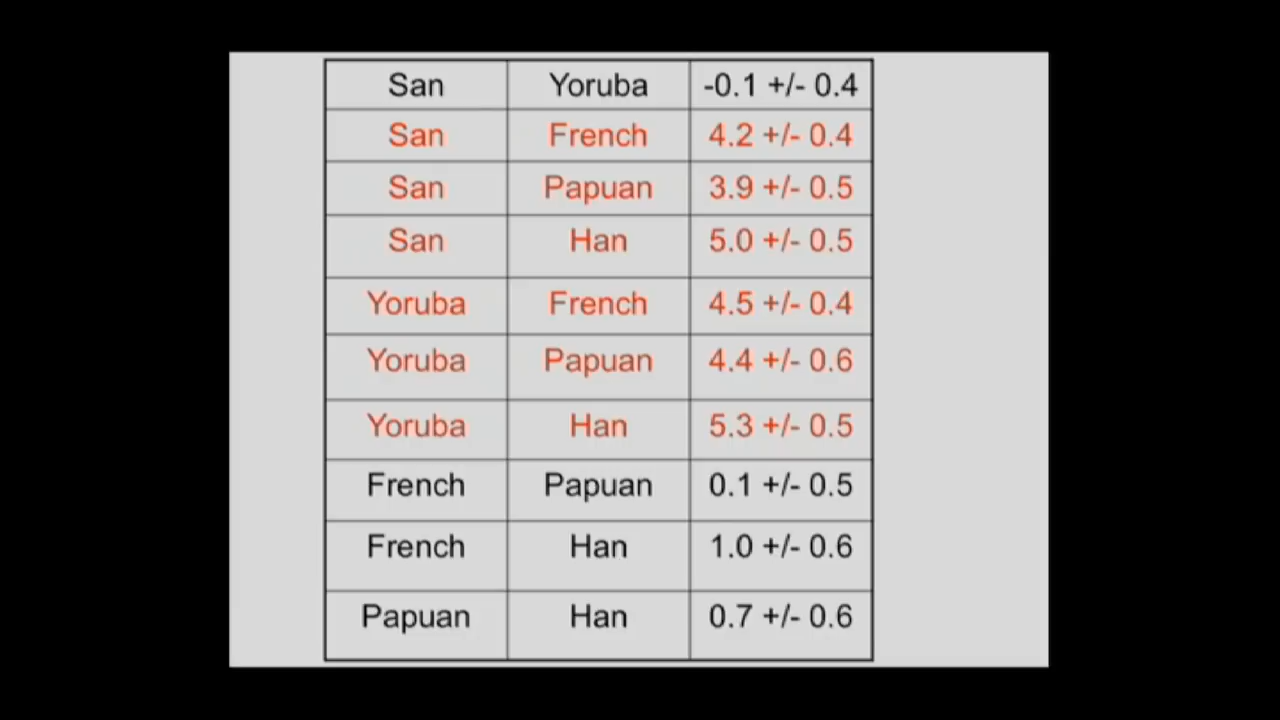 San Yoruba -0.1 +/- 0.4
San French 4.2 +/- 0.4
San Papuan 3.9 +/- 0.5
San Han 5.0 +/- 0.5
Yoruba French 4.5 +/- 0.4
Yoruba Papuan 4.4 +/- 0.6
Yoruba Han 5.3 +/- 0.5
French Papuan 0.1 +/- 0.5
French Han 1.0 +/- 0.6
Papuan Han 0.7 +/- 0.6